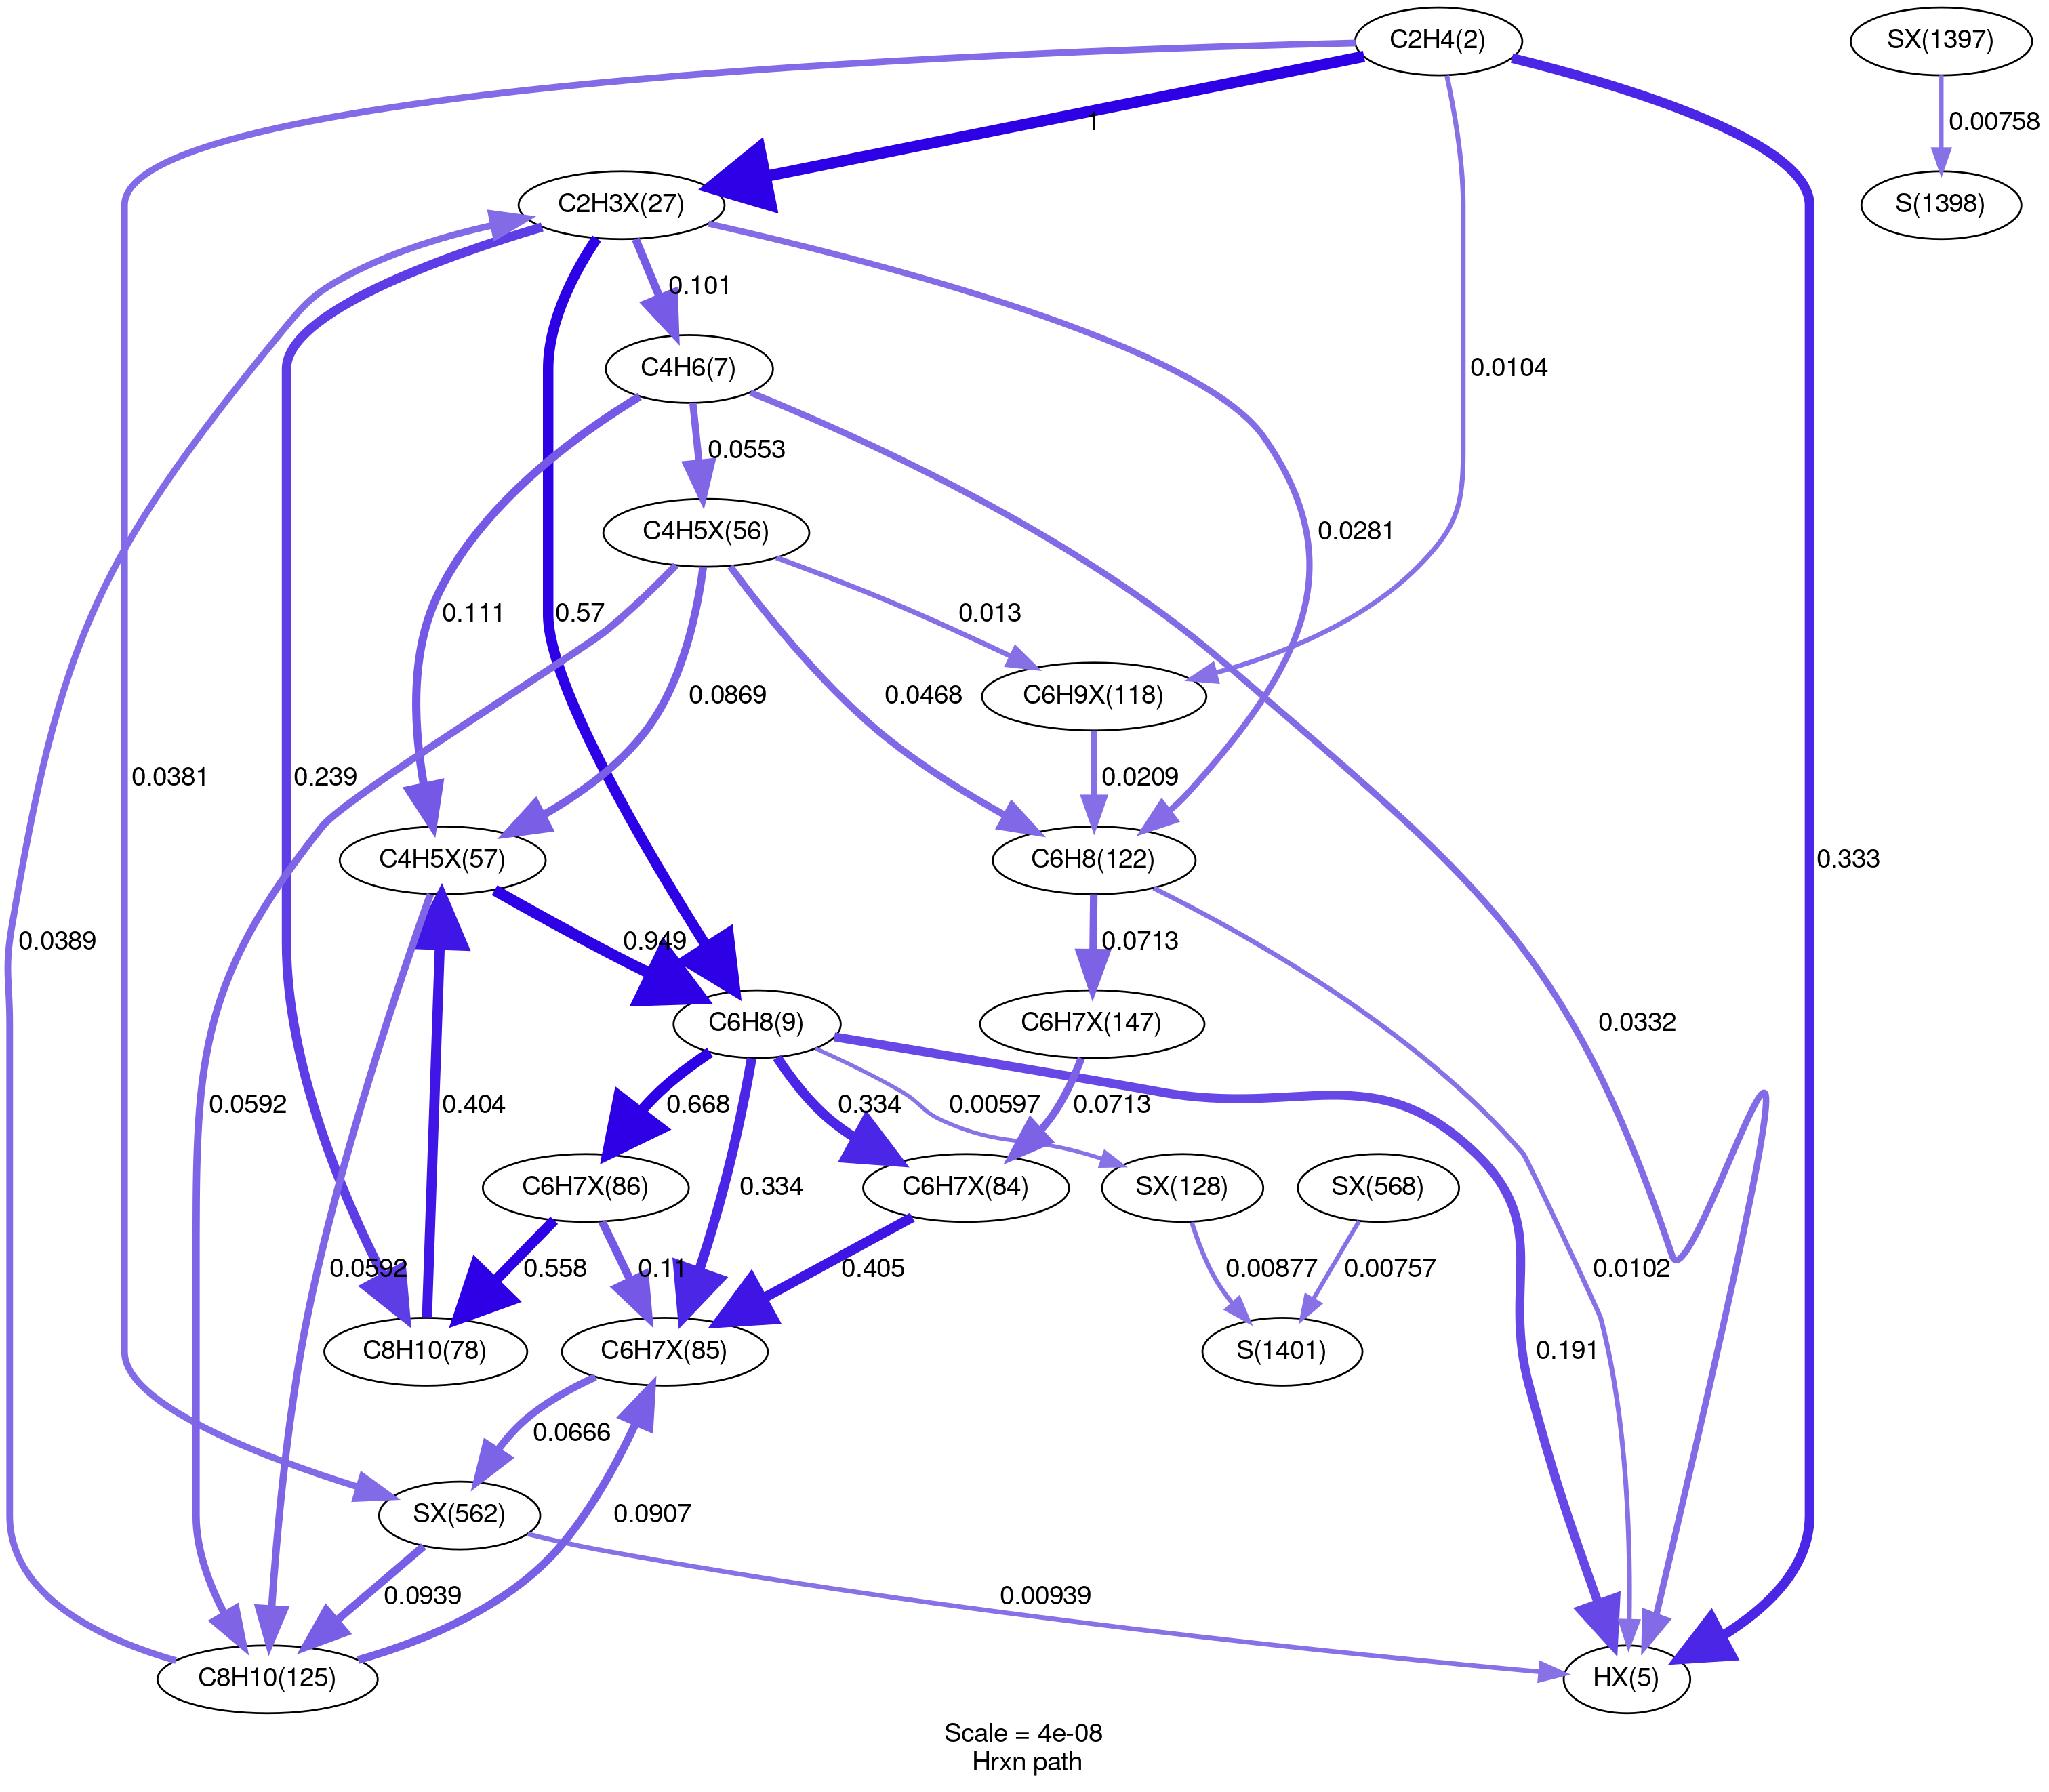 C2H4(2)
SX(1397)
1
0.00758
C2H3X(27)
S(1398)
0.101
C4H6(7)
0.0104
0.0553
C4H5X(56)
0.0281
0.111
0.57
0.013
0.0869
0.0468
C6H9X(118)
0.0381
0.239
0.0209
C4H5X(57)
C6H8(122)
0.333
0.0389
0.949
0.0713
C6H8(9)
C6H7X(147)
0.0332
0.0592
0.404
0.668
0.334
0.00597
0.0713
C6H7X(86)
0.334
C6H7X(84)
SX(128)
SX(568)
0.0592
0.558
0.11
0.405
0.00877
0.00757
0.0102
C8H10(78)
C6H7X(85)
S(1401)
0.191
0.0666
SX(562)
0.0907
0.0939
0.00939
C8H10(125)
HX(5)
Scale = 4e-08
Hrxn path